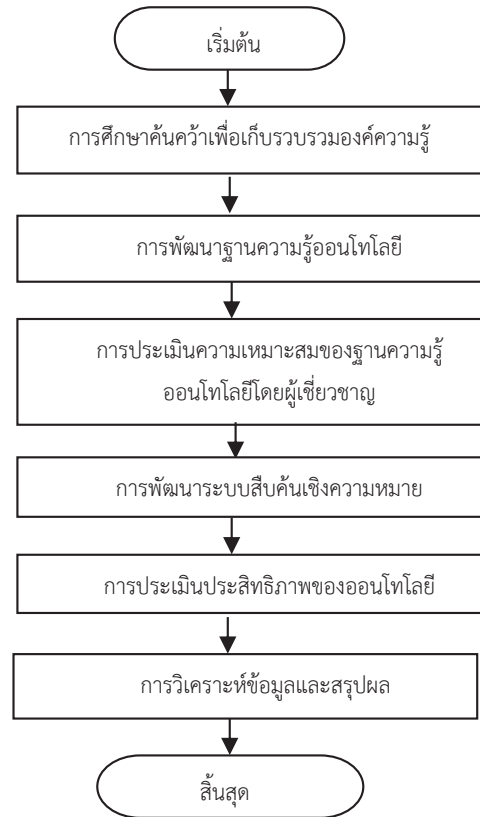 เริ่มต้น
การศึกษาค้นคว้าเพื่อเก็บรวบรวมองค์ความรู้
การพัฒนาฐานความรู้ออนโทโลยี
การประเมินความเหมาะสมของฐานความรู้
ออนโทโลยีโดยผู้เชี่ยวชาญ
การพัฒนาระบบสืบค้นเชิงความหมาย
การประเมินประสิทธิภาพของออนโทโลยี
การวิเคราะห์ข้อมูลและสรุปผล
สิ้นสุด